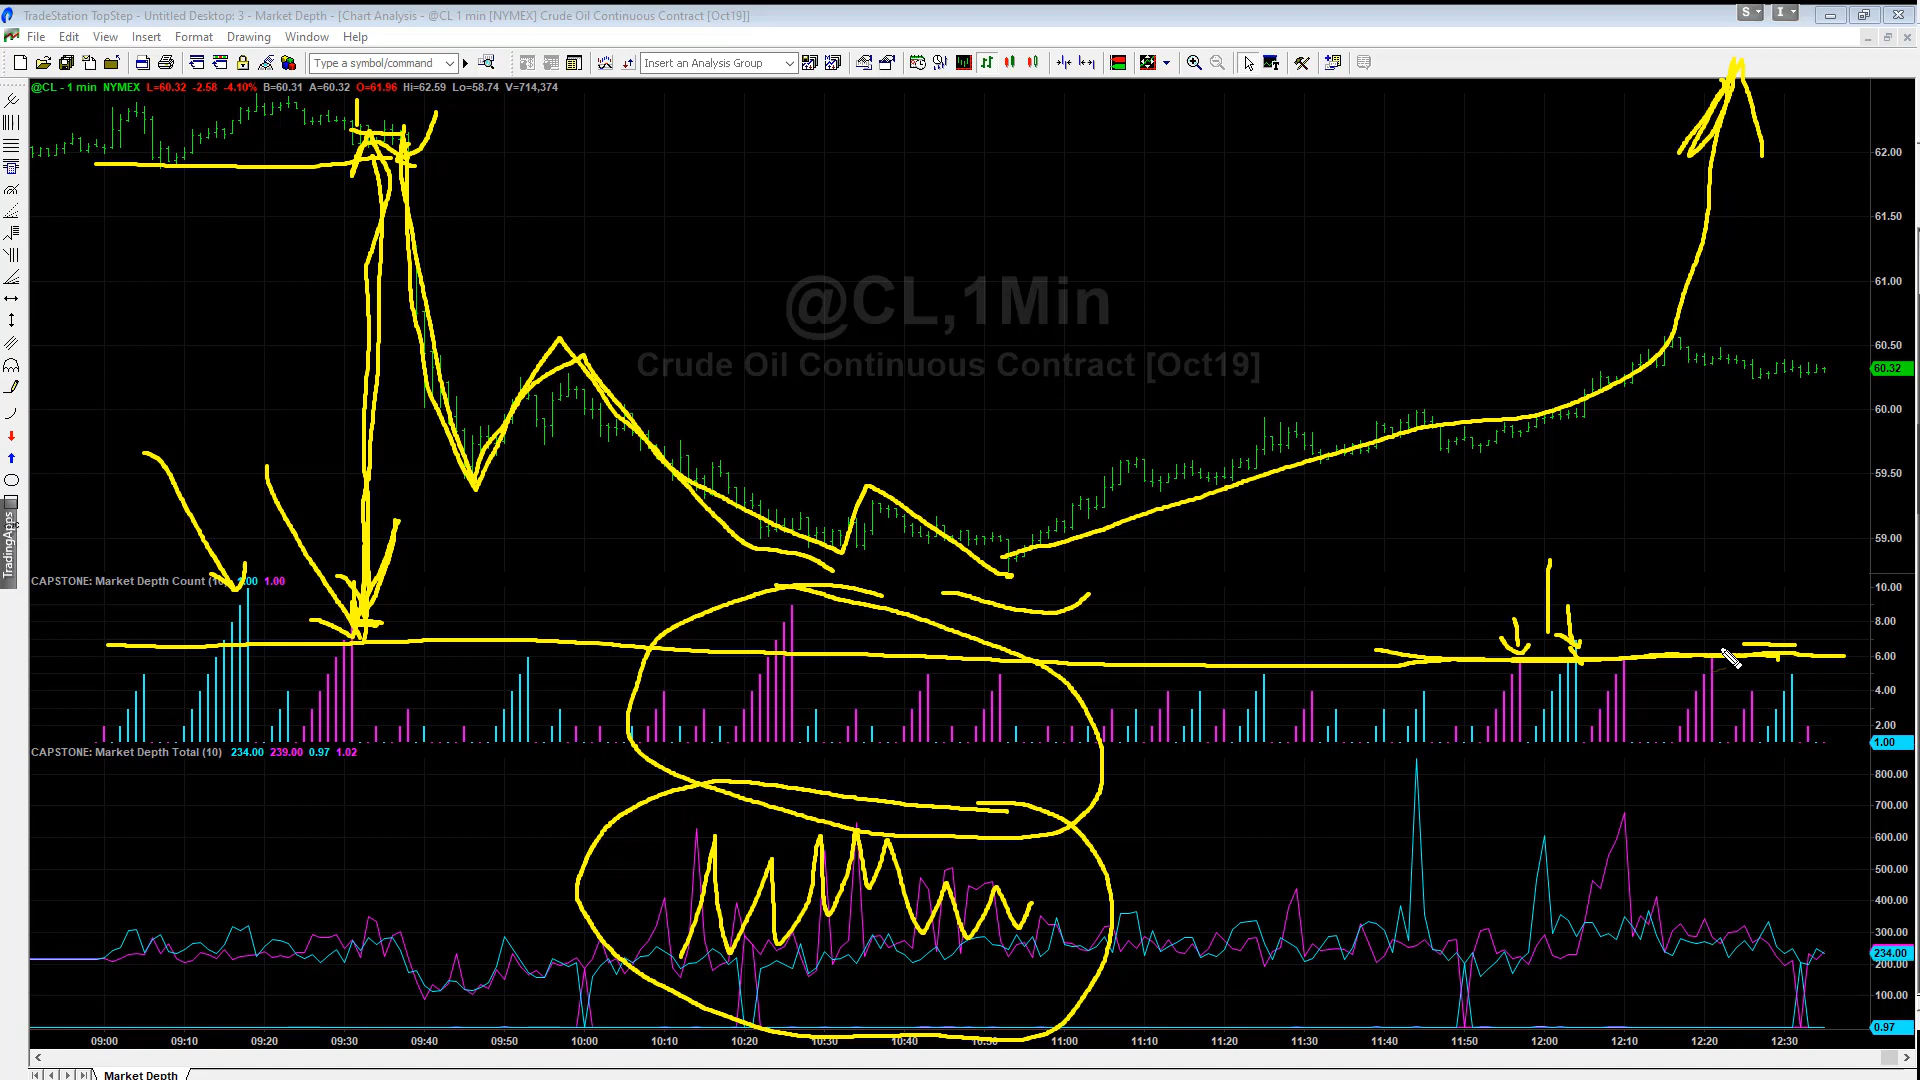 TradeStation TopStep - Untitled Desktop: 3 - Market Depth - [Chart Analysis - @CL 1 min [NYMEX] Crude Oil Continuous Contract [Oct19]]
S I
File Edit View Insert Format Drawing Window Help
Type a symbol/command Insert an Analysis Group
@CL - 1 min NYMEX L=60.32 -2.58 -4.10% B=60.31 A=60.32 O=61.96 Hi=62.59 Lo=58.74 V=714,374
62.00
61.50
61.00
60.50
60.32
60.00
59.50
59.00
@CL,1Min
Crude Oil Continuous Contract [Oct19]
TradingApps
CAPSTONE: Market Depth Count (10) 1.00 1.00
10.00
8.00
6.00
4.00
2.00
1.00
CAPSTONE: Market Depth Total (10) 234.00 239.00 0.97 1.02
800.00
700.00
600.00
500.00
400.00
300.00
234.00
200.00
100.00
0.97
09:00 09:10 09:20 09:30 09:40 09:50 10:00 10:10 10:20 10:30 10:40 10:50 11:00 11:10 11:20 11:30 11:40 11:50 12:00 12:10 12:20 12:30
Market Depth